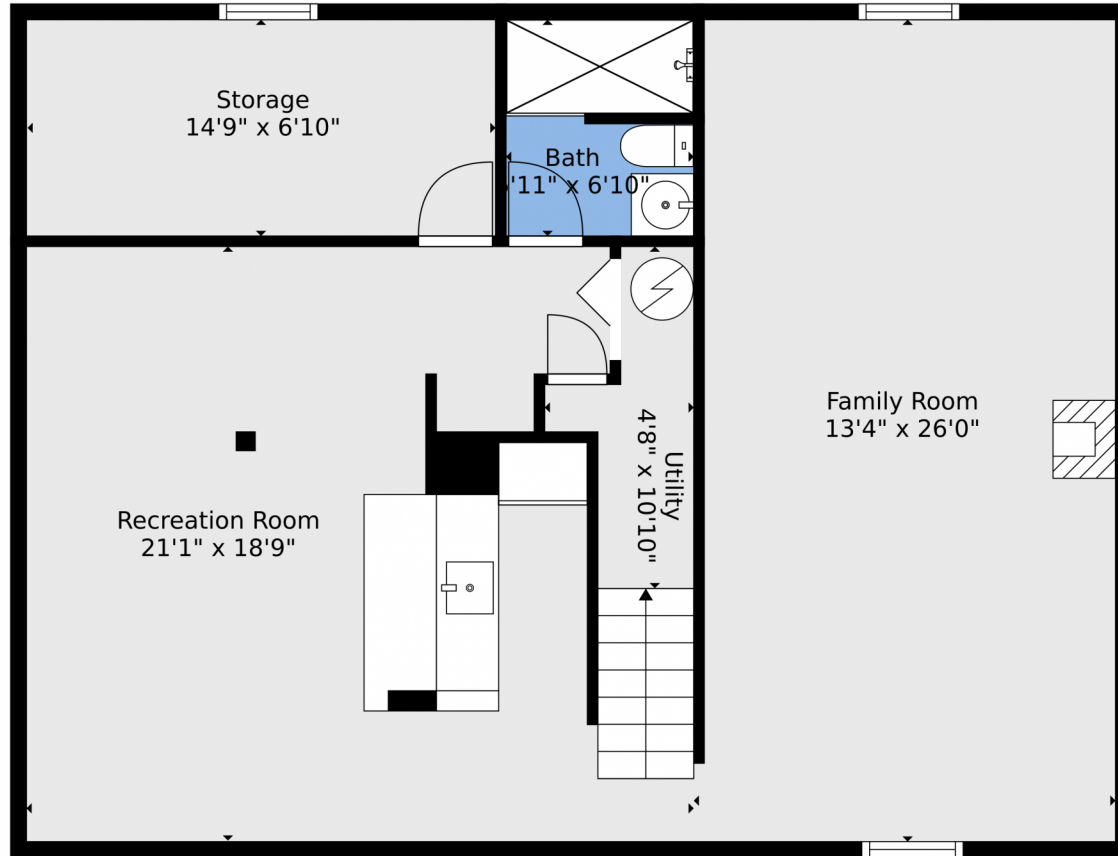 Storage
14'9" x 6'10"
Bath
'11" x 6'10"
Family Room
13'4" x 26'0"
Utility
4'8" x 10'10"
Recreation Room
21'1" x 18'9"